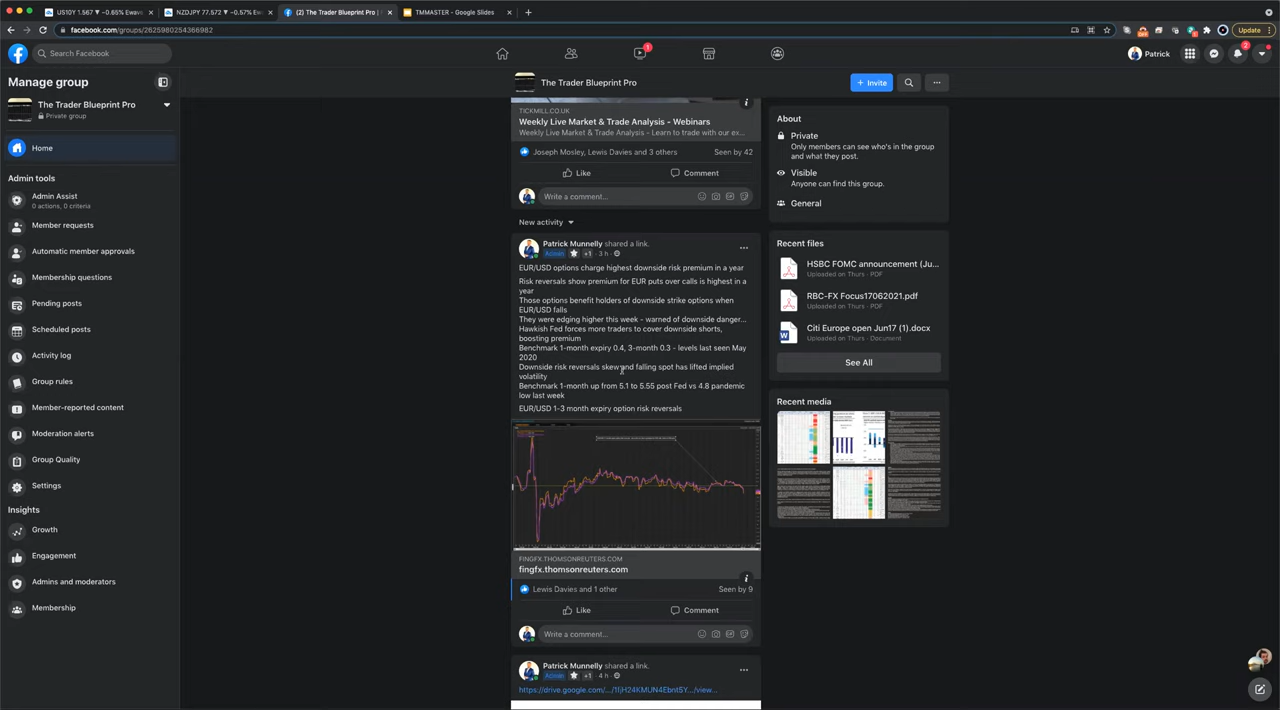 US10Y 1.567 ▼ −0.65% Ewave
NZDJPY 77.572 ▼ −0.57% Ewav
(2) The Trader Blueprint Pro |
TMMASTER - Google Slides
facebook.com/groups/2625980254366982
Update
Search Facebook
1
Patrick
2
Manage group
The Trader Blueprint Pro
Private group
Home
Admin tools
Admin Assist
0 actions, 0 criteria
Member requests
Automatic member approvals
Membership questions
Pending posts
Scheduled posts
Activity log
Group rules
Member-reported content
Moderation alerts
Group Quality
Settings
Insights
Growth
Engagement
Admins and moderators
Membership
The Trader Blueprint Pro
+ Invite
TICKMILL.CO.UK
Weekly Live Market & Trade Analysis - Webinars
Weekly Live Market & Trade Analysis - Learn to trade with our ex...
Joseph Mosley, Lewis Davies and 3 others
Seen by 42
Like
Comment
Write a comment...
New activity
Patrick Munnelly shared a link.
Admin +1 · 3 h ·
EUR/USD options charge highest downside risk premium in a year
Risk reversals show premium for EUR puts over calls is highest in a
year
Those options benefit holders of downside strike options when
EUR/USD falls
They were edging higher this week - warned of downside danger...
Hawkish Fed forces more traders to cover downside shorts,
boosting premium
Benchmark 1-month expiry 0.4, 3-month 0.3 - levels last seen May
2020
Downside risk reversals skew and falling spot has lifted implied
volatility
Benchmark 1-month up from 5.1 to 5.55 post Fed vs 4.8 pandemic
low last week
EUR/USD 1-3 month expiry option risk reversals
FINGFX.THOMSONREUTERS.COM
fingfx.thomsonreuters.com
Lewis Davies and 1 other
Seen by 9
Like
Comment
Write a comment...
Patrick Munnelly shared a link.
Admin +1 · 4 h ·
https://drive.google.com/.../1fjH24KMUN4EbntSY.../view...
About
Private
Only members can see who's in the group
and what they post.
Visible
Anyone can find this group.
General
Recent files
HSBC FOMC announcement (Ju...
Uploaded on Thurs · PDF
RBC-FX Focus17062021.pdf
Uploaded on Thurs · PDF
Citi Europe open Jun17 (1).docx
Uploaded on Thurs · Document
See All
Recent media